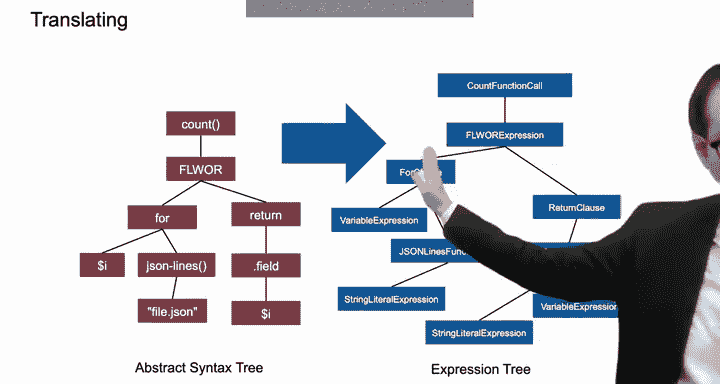 Translating
count()
FLWOR
for
return
$i
json-lines()
.field
"file.json"
$i
Abstract Syntax Tree
CountFunctionCall
FLWORExpression
ReturnClause
VariableExpression
StringLiteralExpression
VariableExpression
StringLiteralExpression
Expression Tree